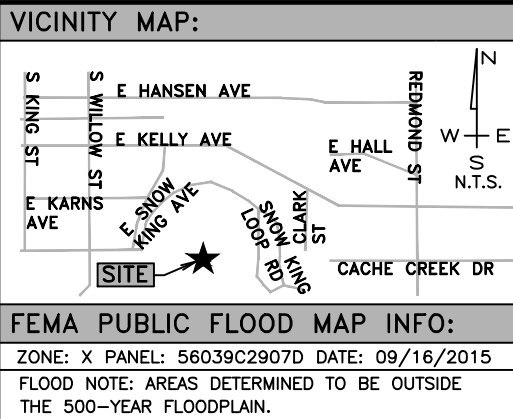 VICINITY MAP:
N
W E
S
N.T.S.
S KING ST
S WILLOW ST
E HANSEN AVE
REDMOND ST
E KELLY AVE
E HALL
AVE
E KARNS
AVE
E SNOW
KING AVE
SNOW KING
LOOP RD
CLARK
ST
SITE
CACHE CREEK DR
FEMA PUBLIC FLOOD MAP INFO:
ZONE: X PANEL: 56039C2907D DATE: 09/16/2015
FLOOD NOTE: AREAS DETERMINED TO BE OUTSIDE
THE 500-YEAR FLOODPLAIN.